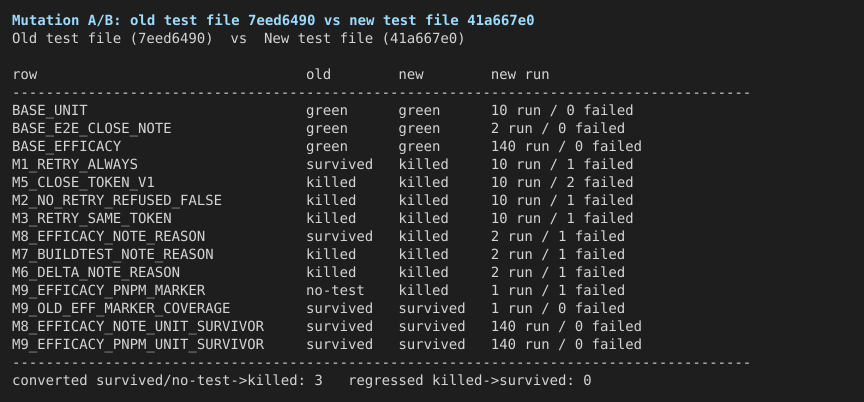 Mutation A/B: old test file 7eed6490 vs new test file 41a667e0
Old test file (7eed6490)  vs  New test file (41a667e0)
row                                 old        new        new run
------------------------------------------------------------------------------------------
BASE_UNIT                           green      green      10 run / 0 failed
BASE_E2E_CLOSE_NOTE                 green      green      2 run / 0 failed
BASE_EFFICACY                       green      green      140 run / 0 failed
M1_RETRY_ALWAYS                     survived   killed     10 run / 1 failed
M5_CLOSE_TOKEN_V1                   killed     killed     10 run / 2 failed
M2_NO_RETRY_REFUSED_FALSE           killed     killed     10 run / 1 failed
M3_RETRY_SAME_TOKEN                 killed     killed     10 run / 1 failed
M8_EFFICACY_NOTE_REASON             survived   killed     2 run / 1 failed
M7_BUILDTEST_NOTE_REASON            killed     killed     2 run / 1 failed
M6_DELTA_NOTE_REASON                killed     killed     2 run / 1 failed
M9_EFFICACY_PNPM_MARKER             no-test    killed     1 run / 1 failed
M9_OLD_EFF_MARKER_COVERAGE          survived   survived   1 run / 0 failed
M8_EFFICACY_NOTE_UNIT_SURVIVOR      survived   survived   140 run / 0 failed
M9_EFFICACY_PNPM_UNIT_SURVIVOR      survived   survived   140 run / 0 failed
------------------------------------------------------------------------------------------
converted survived/no-test->killed: 3   regressed killed->survived: 0